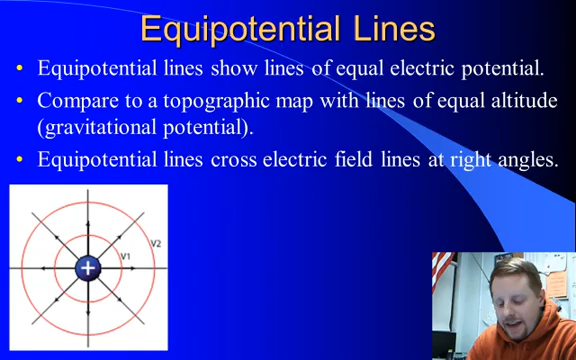 Equipotential Lines
• Equipotential lines show lines of equal electric potential.
• Compare to a topographic map with lines of equal altitude
(gravitational potential).
• Equipotential lines cross electric field lines at right angles.
V2
V1
+